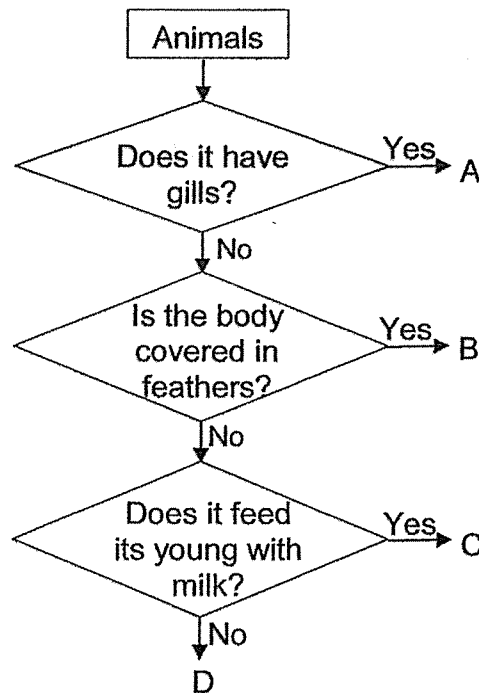 Animals
Does it have
gills?
Yes
A
No
Is the body
covered in
feathers?
Yes
B
No
Does it feed
its young with
milk?
Yes
C
No
D